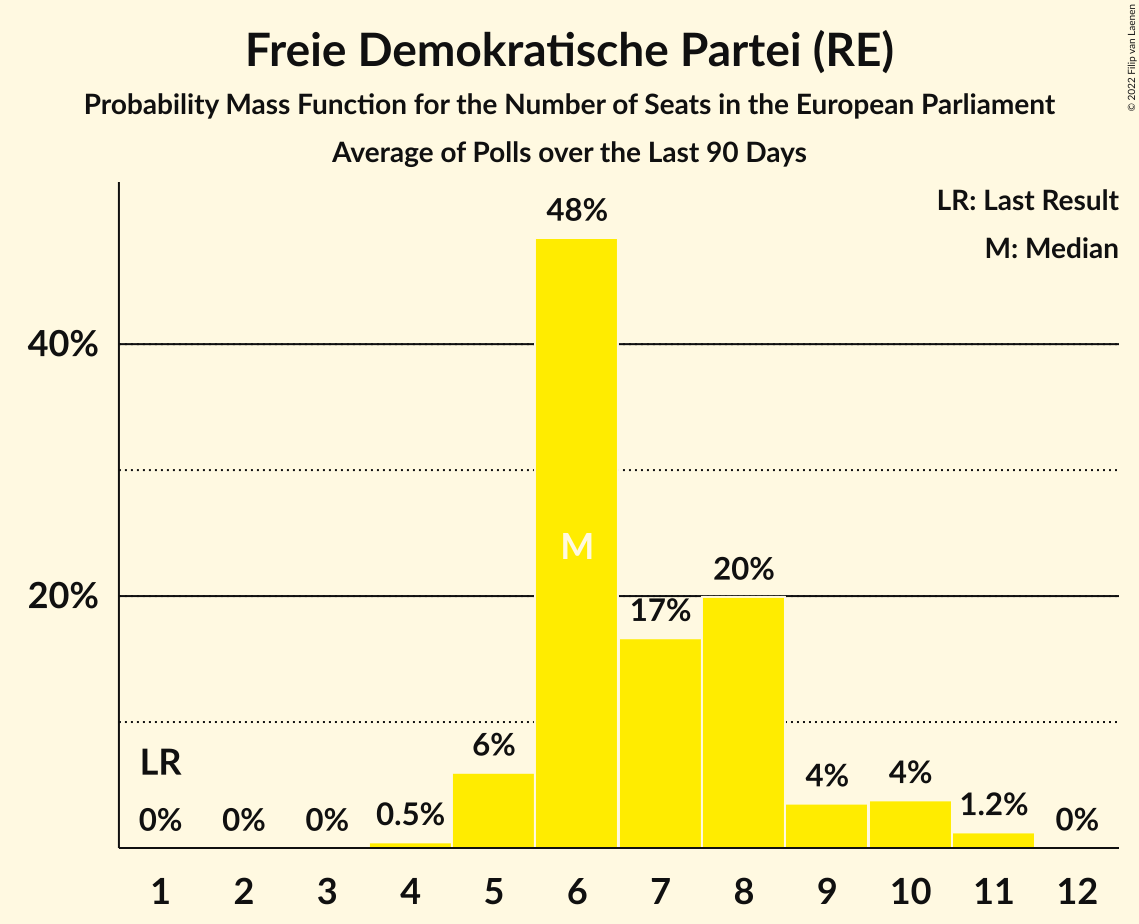 Freie Demokratische Partei (RE)
Probability Mass Function for the Number of Seats in the European Parliament
Average of Polls over the Last 90 Days
© 2022 Filip van Laenen
LR: Last Result
M: Median
48%
40%
M
20%
20%
17%
LR
6%
4%
4%
0%
0%
0%
0.5%
1.2%
0%
1 2 3 4 5 6 7 8 9 10 11 12